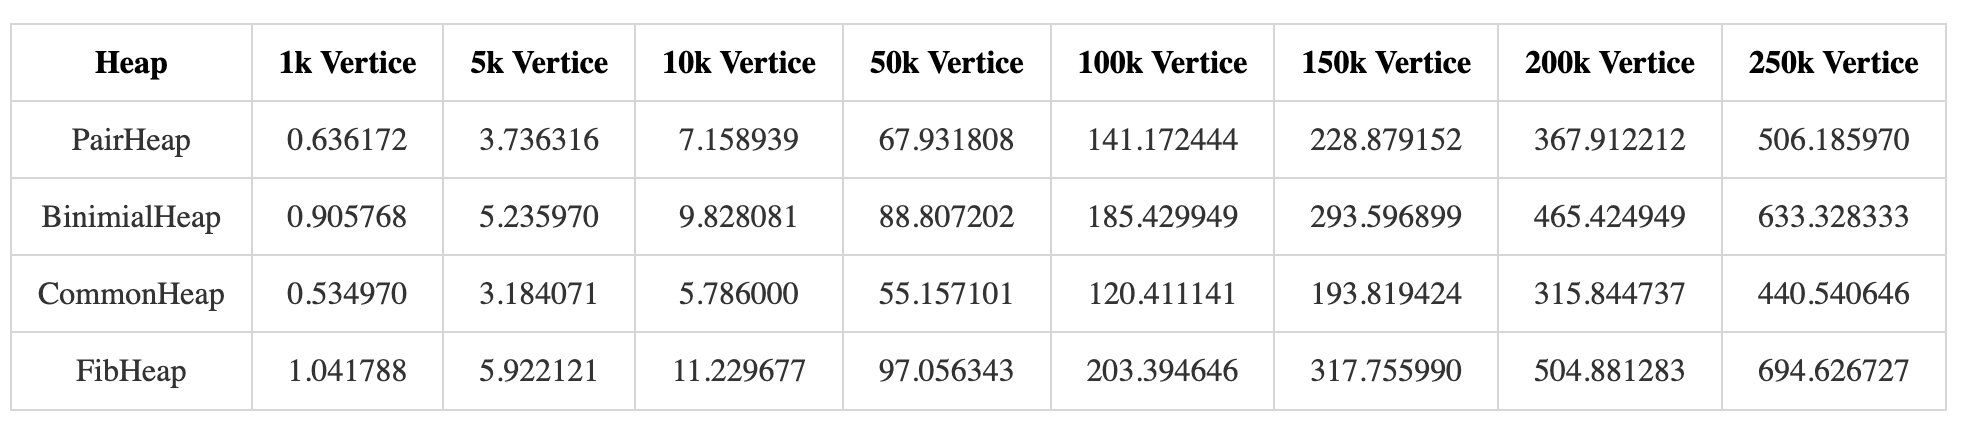 Heap 1k Vertice 5k Vertice 10k Vertice 50k Vertice 100k Vertice 150k Vertice 200k Vertice 250k Vertice
PairHeap 0.636172 3.736316 7.158939 67.931808 141.172444 228.879152 367.912212 506.185970
BinimialHeap 0.905768 5.235970 9.828081 88.807202 185.429949 293.596899 465.424949 633.328333
CommonHeap 0.534970 3.184071 5.786000 55.157101 120.411141 193.819424 315.844737 440.540646
FibHeap 1.041788 5.922121 11.229677 97.056343 203.394646 317.755990 504.881283 694.626727